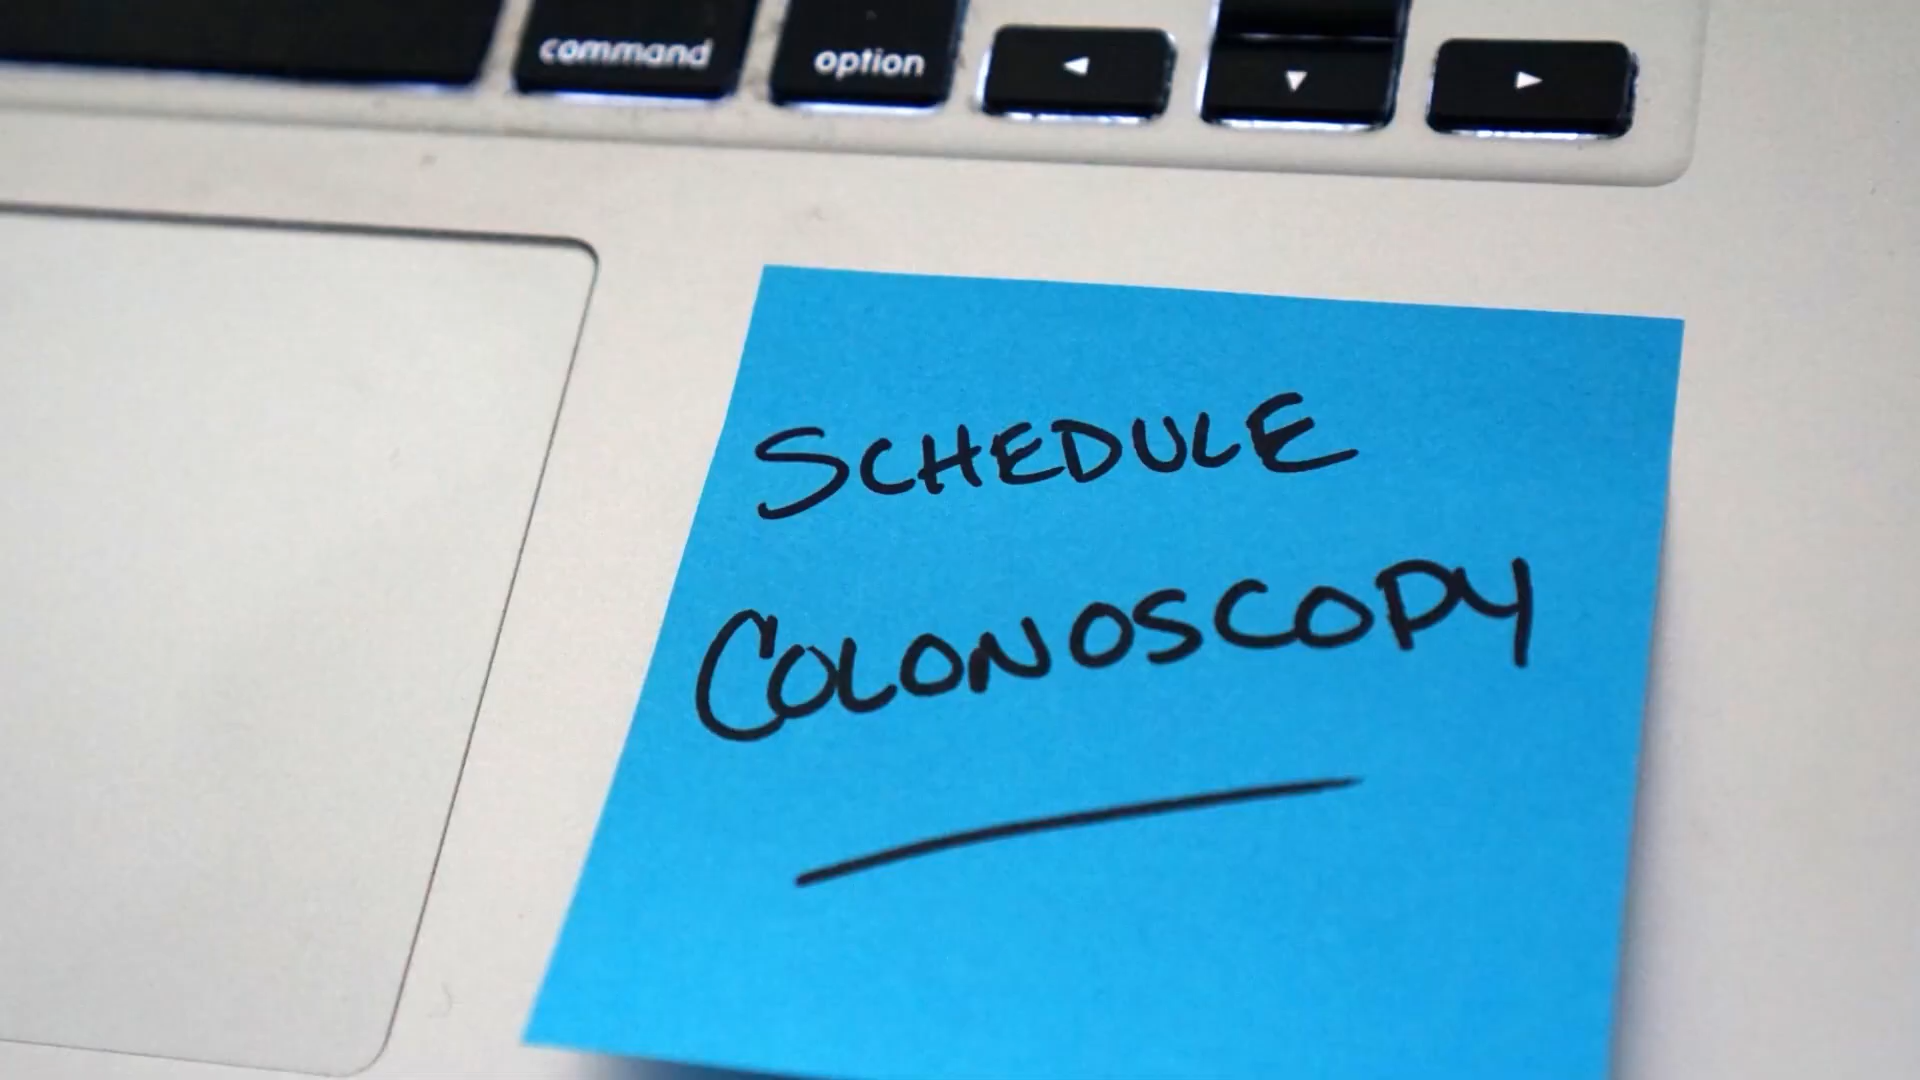 command option ◀ ▼ ▶
SCHEDULE
COLONOSCOPY